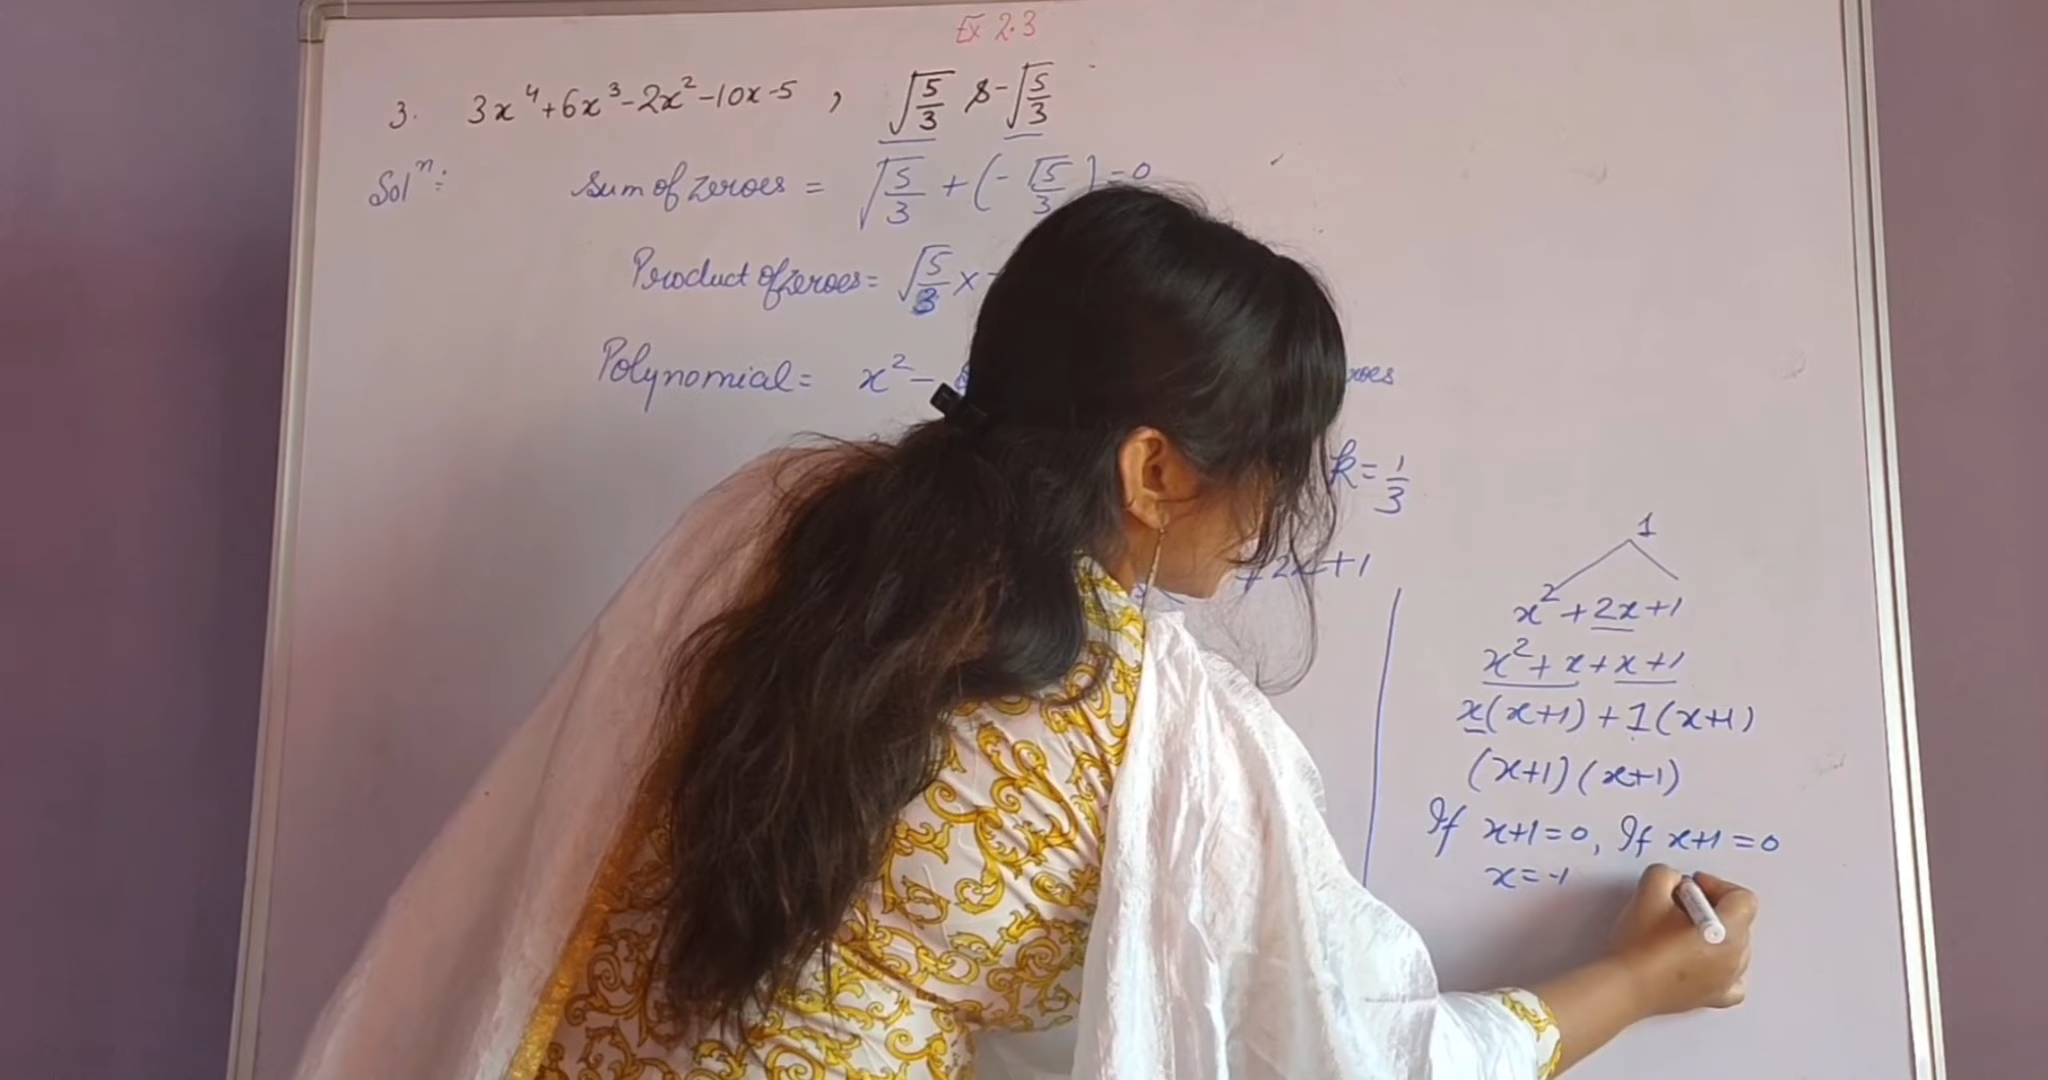 Ex 2.3
3. 3x⁴+6x³-2x²-10x-5 , √5/3 & -√5/3
Solⁿ:- Sum of zeroes = √5/3 + (-√5/3) = 0
Product of zeroes = √5/3 x -
Polynomial = x² -
k = 1/3
+2x+1
1
x²+2x+1
x²+x+x+1
x(x+1)+1(x+1)
(x+1)(x+1)
If x+1=0, If x+1=0
x=-1